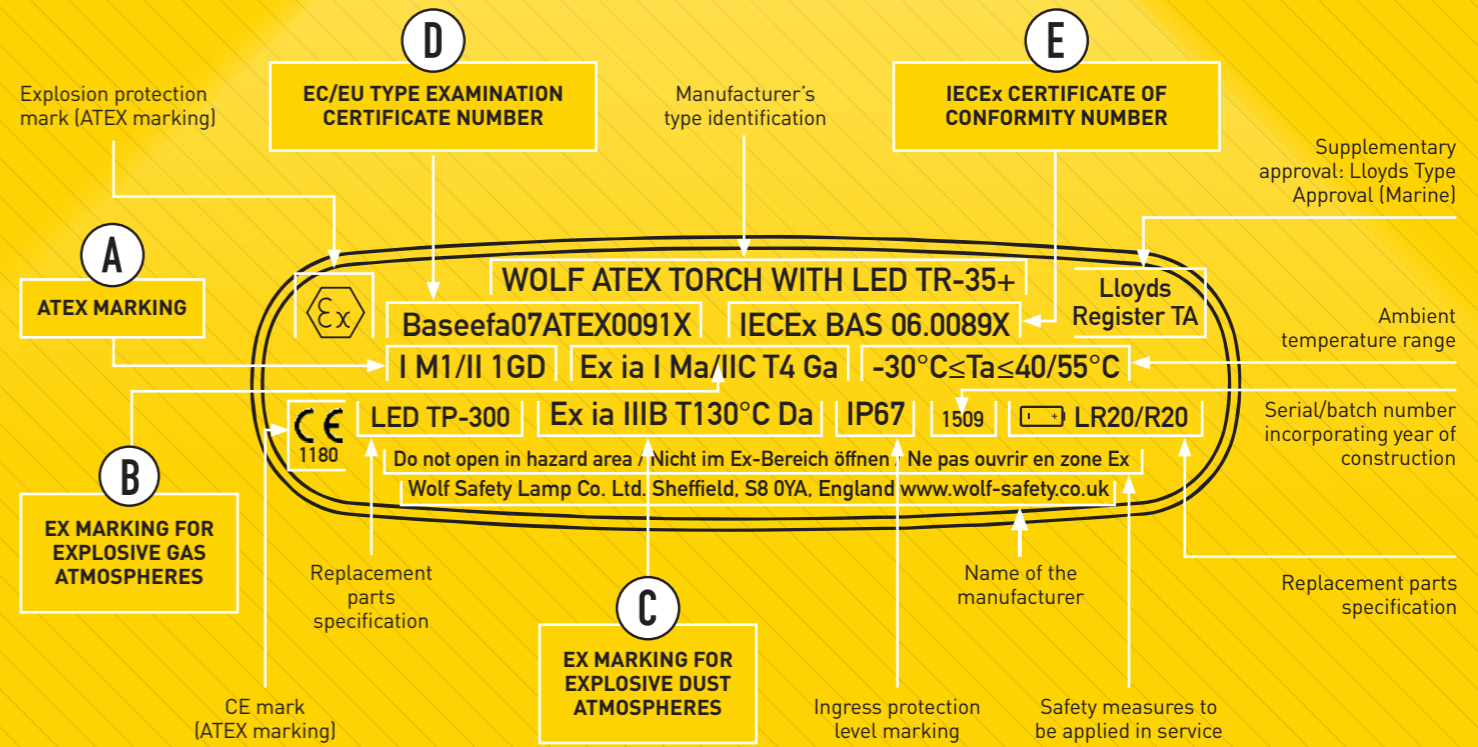 D
E
EC/EU TYPE EXAMINATION
CERTIFICATE NUMBER
IECEx CERTIFICATE OF
CONFORMITY NUMBER
Explosion protection
mark (ATEX marking)
Manufacturer's
type identification
Supplementary
approval: Lloyds Type
Approval (Marine)
A
ATEX MARKING
WOLF ATEX TORCH WITH LED TR-35+
Ex
Baseefa07ATEX0091X
IECEx BAS 06.0089X
Lloyds
Register TA
I M1/II 1GD
Ex ia I Ma/IIC T4 Ga
-30°C≤Ta≤40/55°C
Ambient
temperature range
CE
1180
LED TP-300
Ex ia IIIB T130°C Da
IP67
1509
LR20/R20
Serial/batch number
incorporating year of
construction
Do not open in hazard area / Nicht im Ex-Bereich öffnen / Ne pas ouvrir en zone Ex
Wolf Safety Lamp Co. Ltd. Sheffield, S8 0YA, England www.wolf-safety.co.uk
B
EX MARKING FOR
EXPLOSIVE GAS
ATMOSPHERES
Replacement
parts
specification
C
EX MARKING FOR
EXPLOSIVE DUST
ATMOSPHERES
Name of the
manufacturer
Replacement parts
specification
CE mark
(ATEX marking)
Ingress protection
level marking
Safety measures to
be applied in service